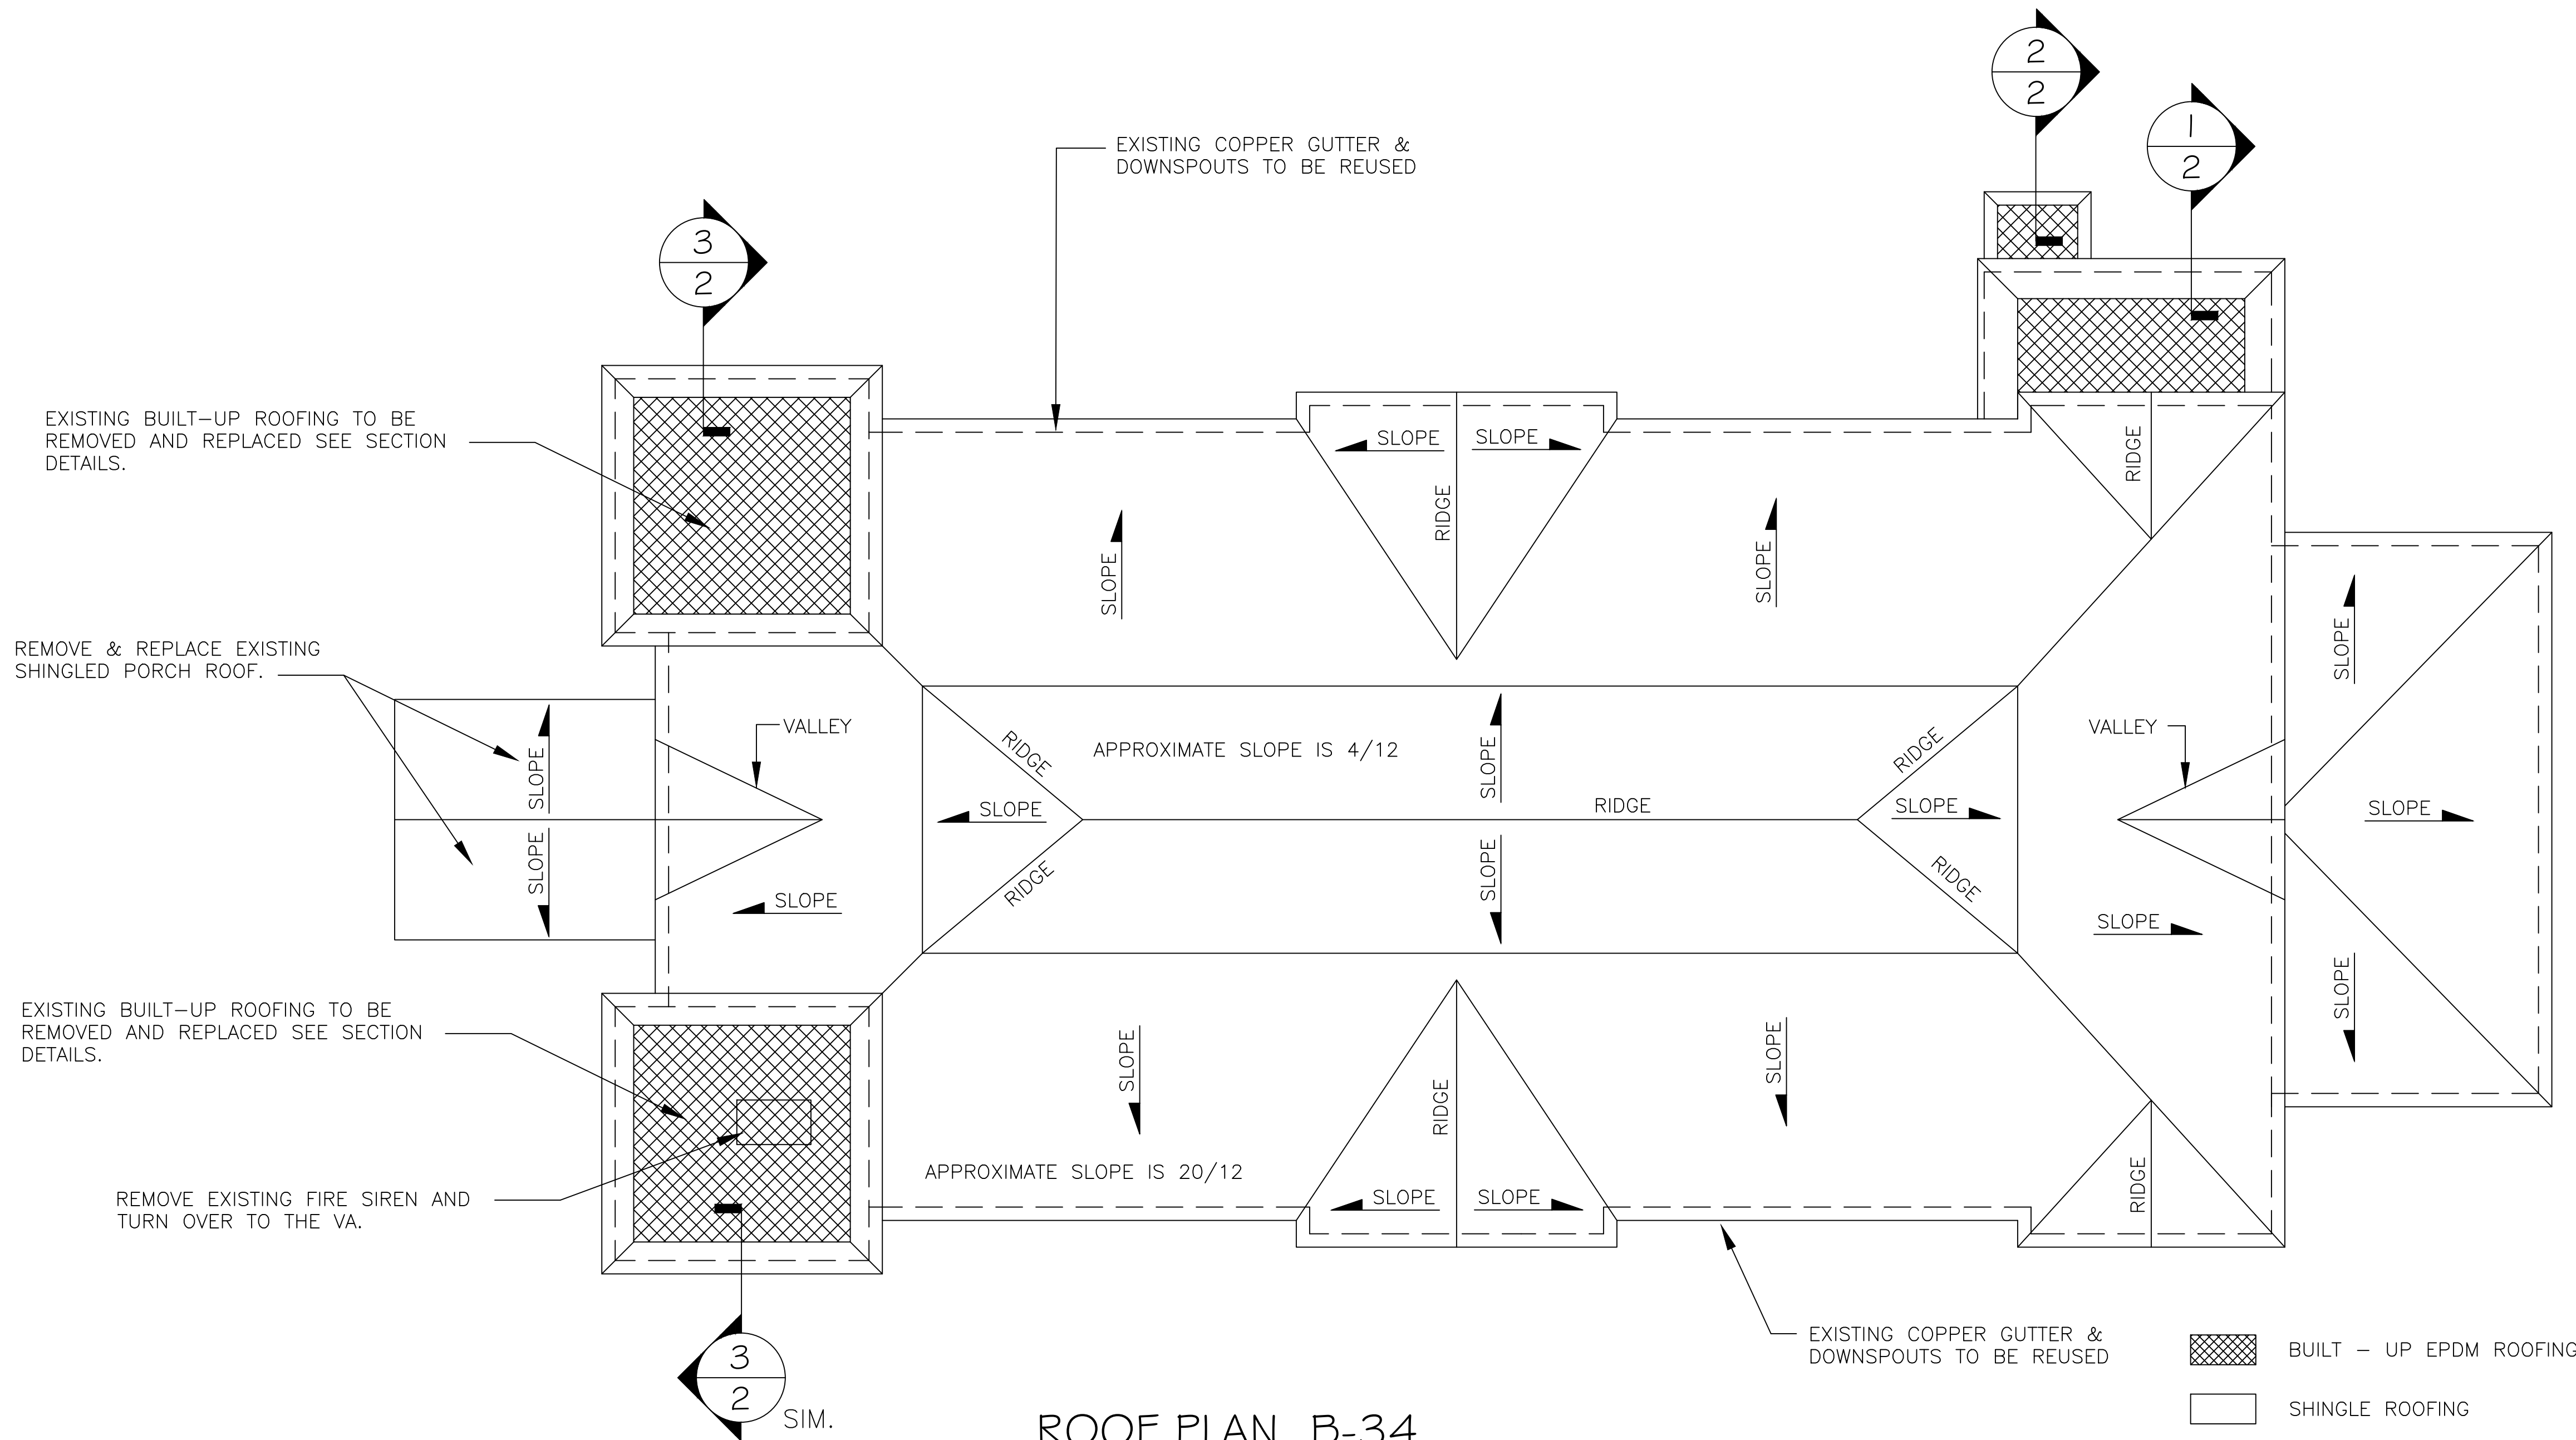 2
2
1
2
EXISTING COPPER GUTTER &
DOWNSPOUTS TO BE REUSED
3
2
EXISTING BUILT-UP ROOFING TO BE
REMOVED AND REPLACED SEE SECTION
DETAILS.
SLOPE
SLOPE
RIDGE
RIDGE
SLOPE
SLOPE
SLOPE
REMOVE & REPLACE EXISTING
SHINGLED PORCH ROOF.
VALLEY
VALLEY
RIDGE
APPROXIMATE SLOPE IS 4/12
RIDGE
SLOPE
SLOPE
SLOPE
RIDGE
SLOPE
SLOPE
SLOPE
SLOPE
RIDGE
RIDGE
SLOPE
SLOPE
SLOPE
EXISTING BUILT-UP ROOFING TO BE
REMOVED AND REPLACED SEE SECTION
DETAILS.
SLOPE
SLOPE
RIDGE
APPROXIMATE SLOPE IS 20/12
RIDGE
REMOVE EXISTING FIRE SIREN AND
TURN OVER TO THE VA.
SLOPE
SLOPE
EXISTING COPPER GUTTER &
DOWNSPOUTS TO BE REUSED
BUILT - UP EPDM ROOFING
3
2
SIM.
SHINGLE ROOFING
ROOF PLAN B-34